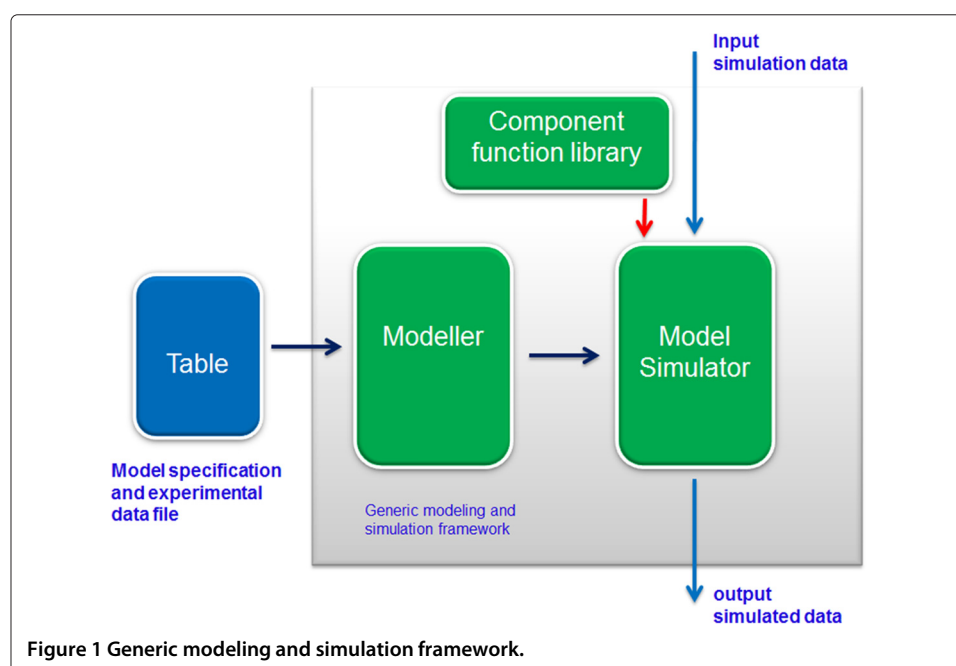 Input
simulation data
Component
function library
Table
Modeller
Model
Simulator
Model specification
and experimental
data file
Generic modeling and
simulation framework
output
simulated data
Figure 1 Generic modeling and simulation framework.